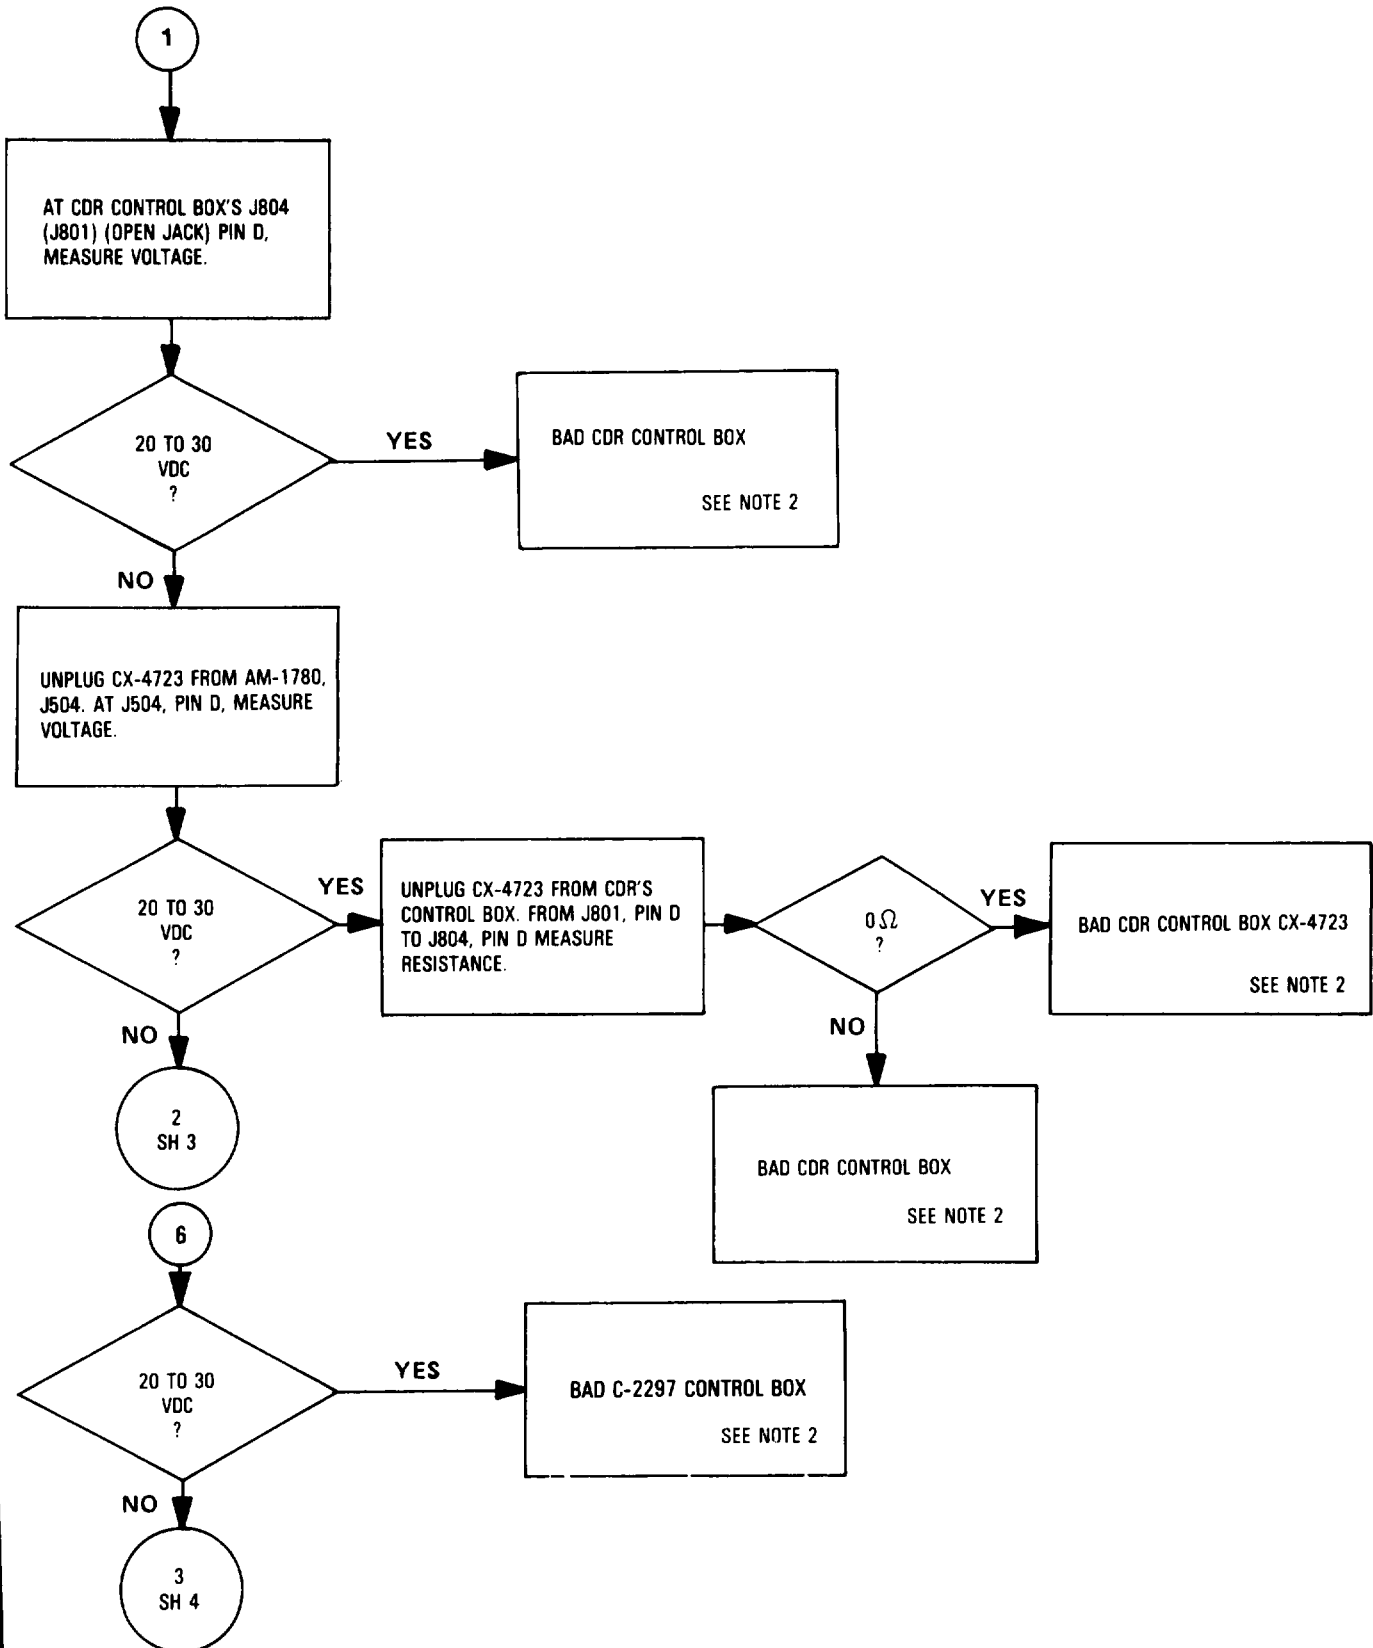 1
AT CDR CONTROL BOX'S J804
(J801) (OPEN JACK) PIN D,
MEASURE VOLTAGE.
20 TO 30
VDC
?
YES
BAD CDR CONTROL BOX
SEE NOTE 2
NO
UNPLUG CX-4723 FROM AM-1780,
J504. AT J504, PIN D, MEASURE
VOLTAGE.
20 TO 30
VDC
?
YES
UNPLUG CX-4723 FROM CDR'S
CONTROL BOX. FROM J801, PIN D
TO J804, PIN D MEASURE
RESISTANCE.
0Ω
?
YES
BAD CDR CONTROL BOX CX-4723
SEE NOTE 2
NO
BAD CDR CONTROL BOX
SEE NOTE 2
NO
2
SH 3
6
20 TO 30
VDC
?
YES
BAD C-2297 CONTROL BOX
SEE NOTE 2
NO
3
SH 4